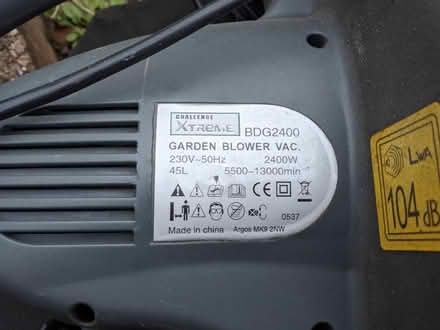 CHALLENGE
XTREME BDG2400
GARDEN BLOWER VAC.
230V~50Hz 2400W
45L 5500-13000min⁻¹
0537
Made in china Argos MK9 2NW
LWA
104 dB